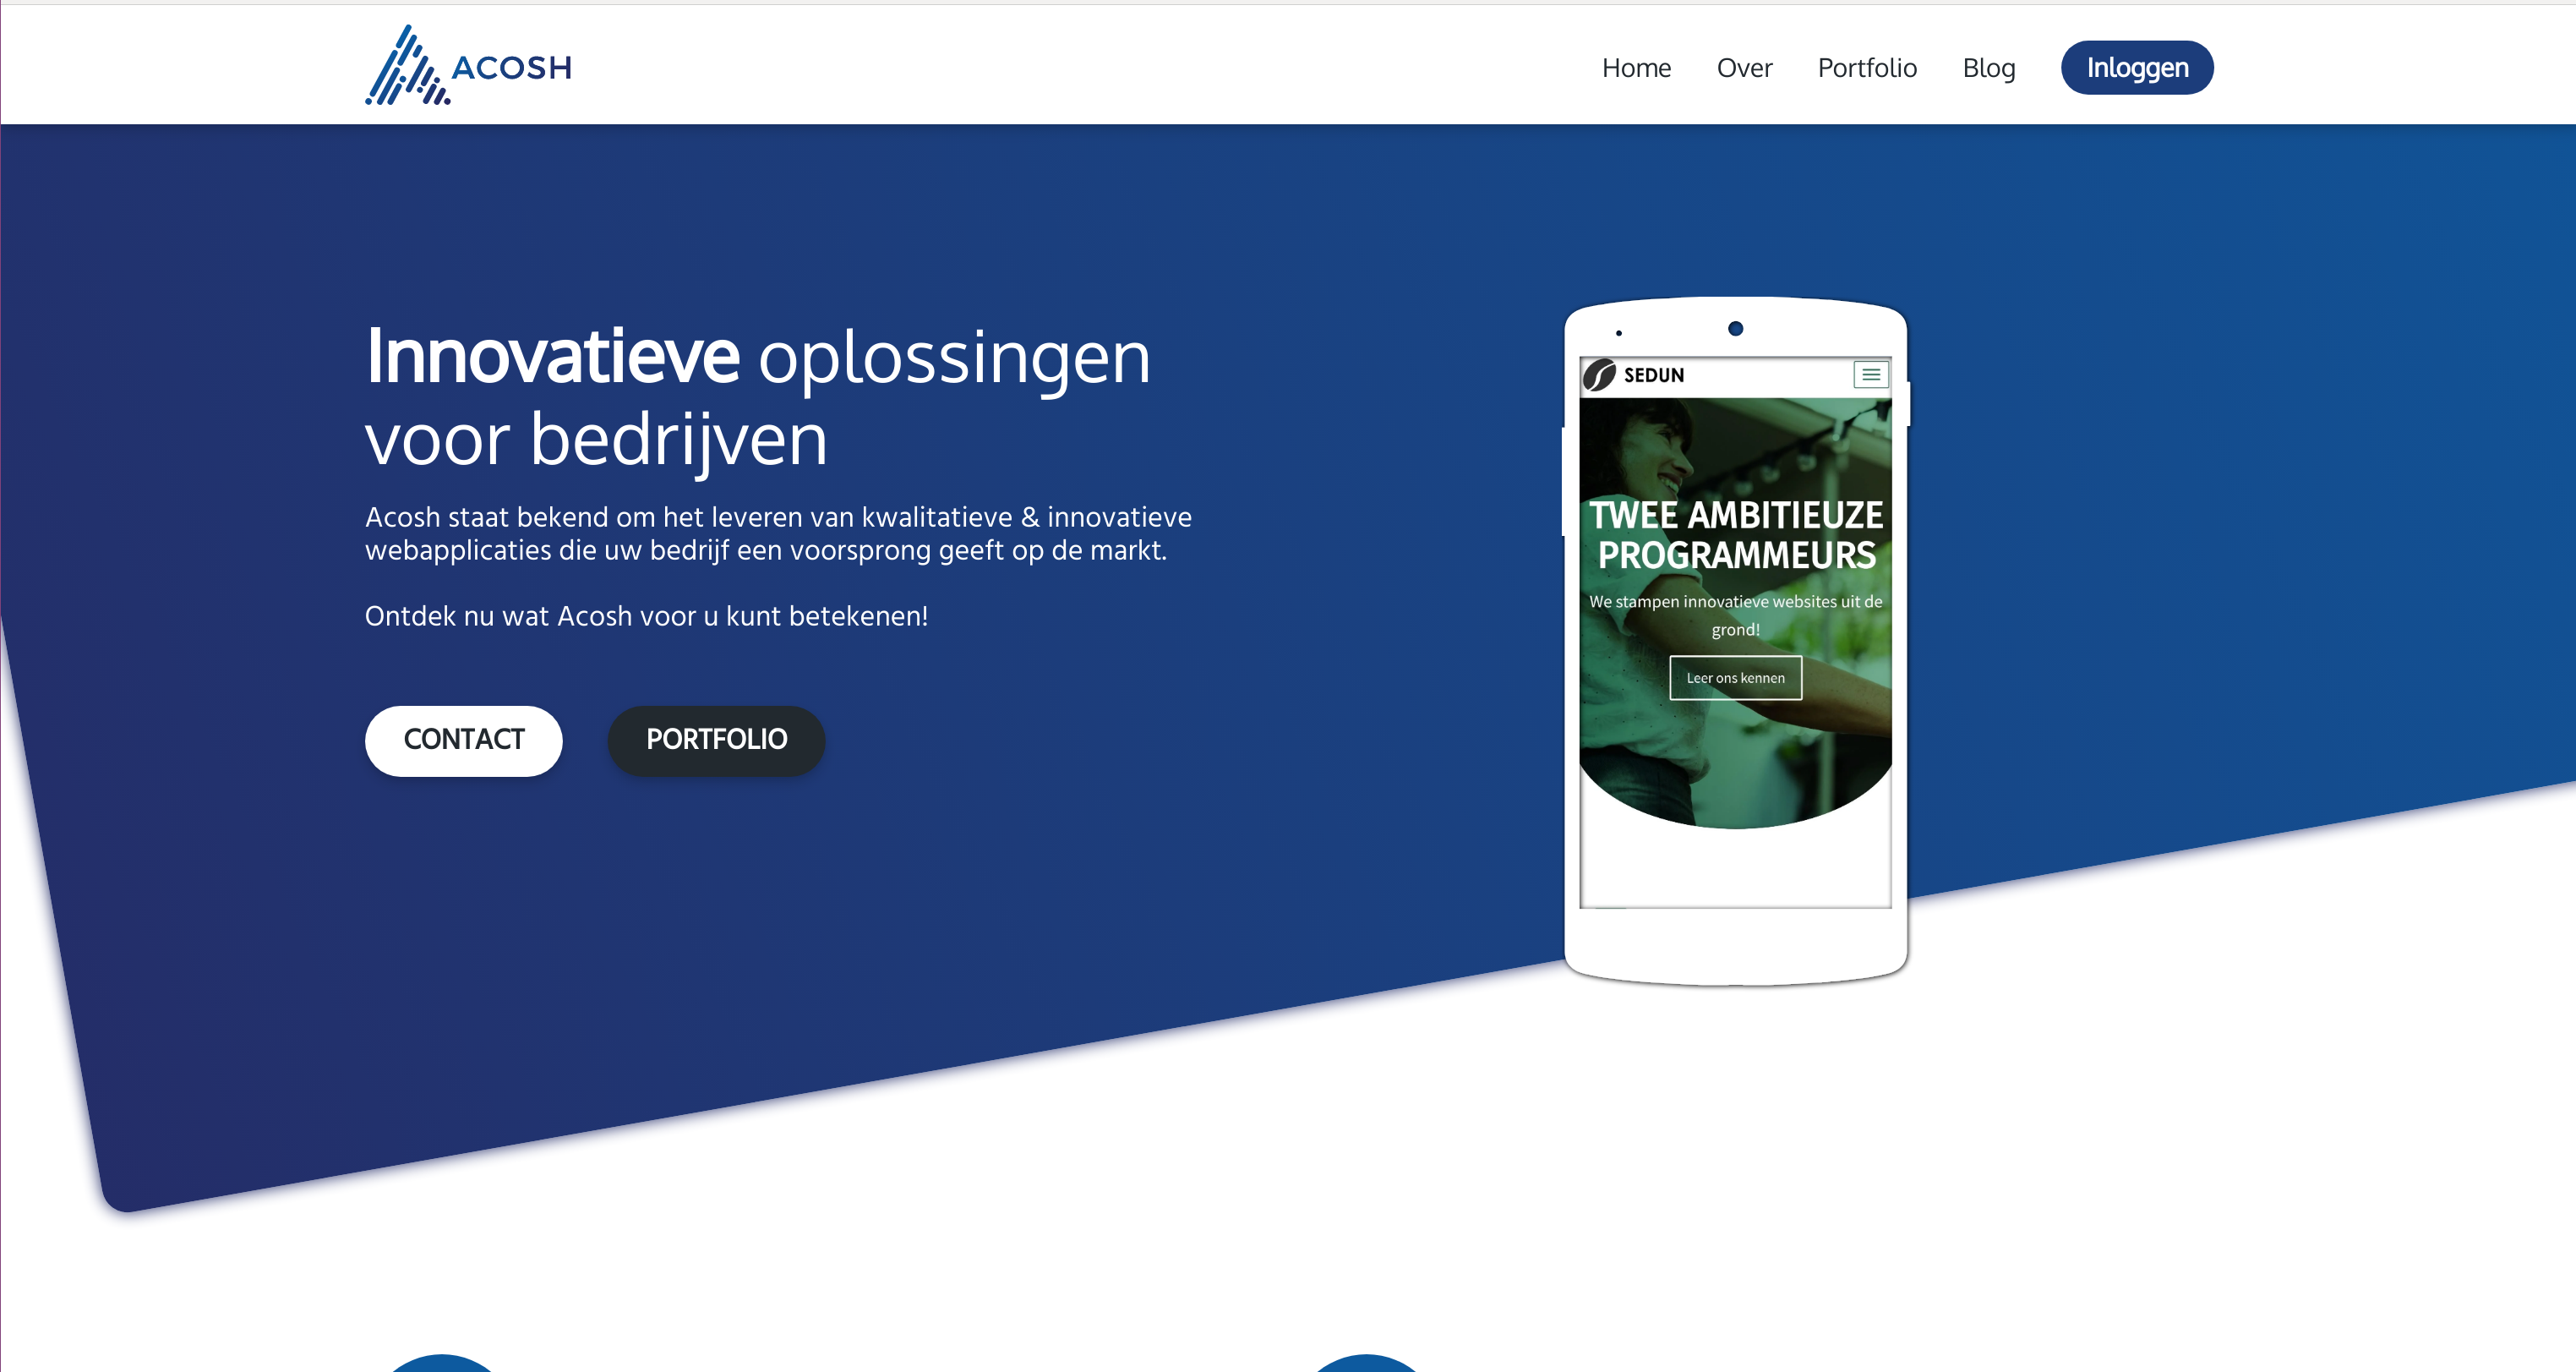 ACOSH
Home
Over
Portfolio
Blog
Inloggen
Innovatieve oplossingen
voor bedrijven
Acosh staat bekend om het leveren van kwalitatieve & innovatieve
webapplicaties die uw bedrijf een voorsprong geeft op de markt.
Ontdek nu wat Acosh voor u kunt betekenen!
CONTACT
PORTFOLIO
SEDUN
TWEE AMBITIEUZE
PROGRAMMEURS
We stampen innovatieve websites uit de
grond!
Leer ons kennen